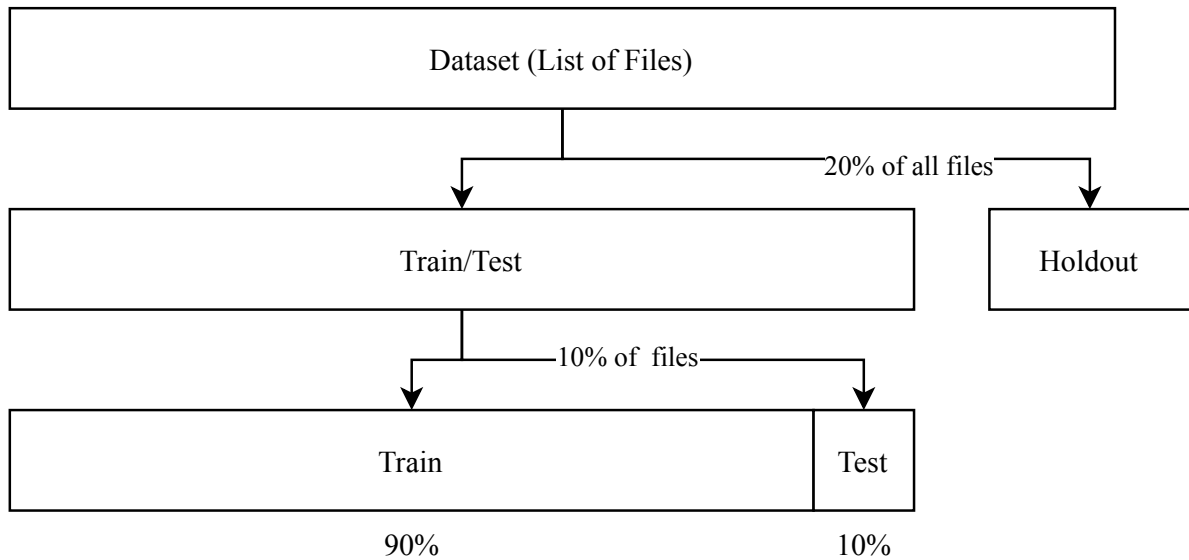 Dataset (List of Files)
20% of all files
Train/Test
Holdout
10% of files
Train
Test
90%
10%